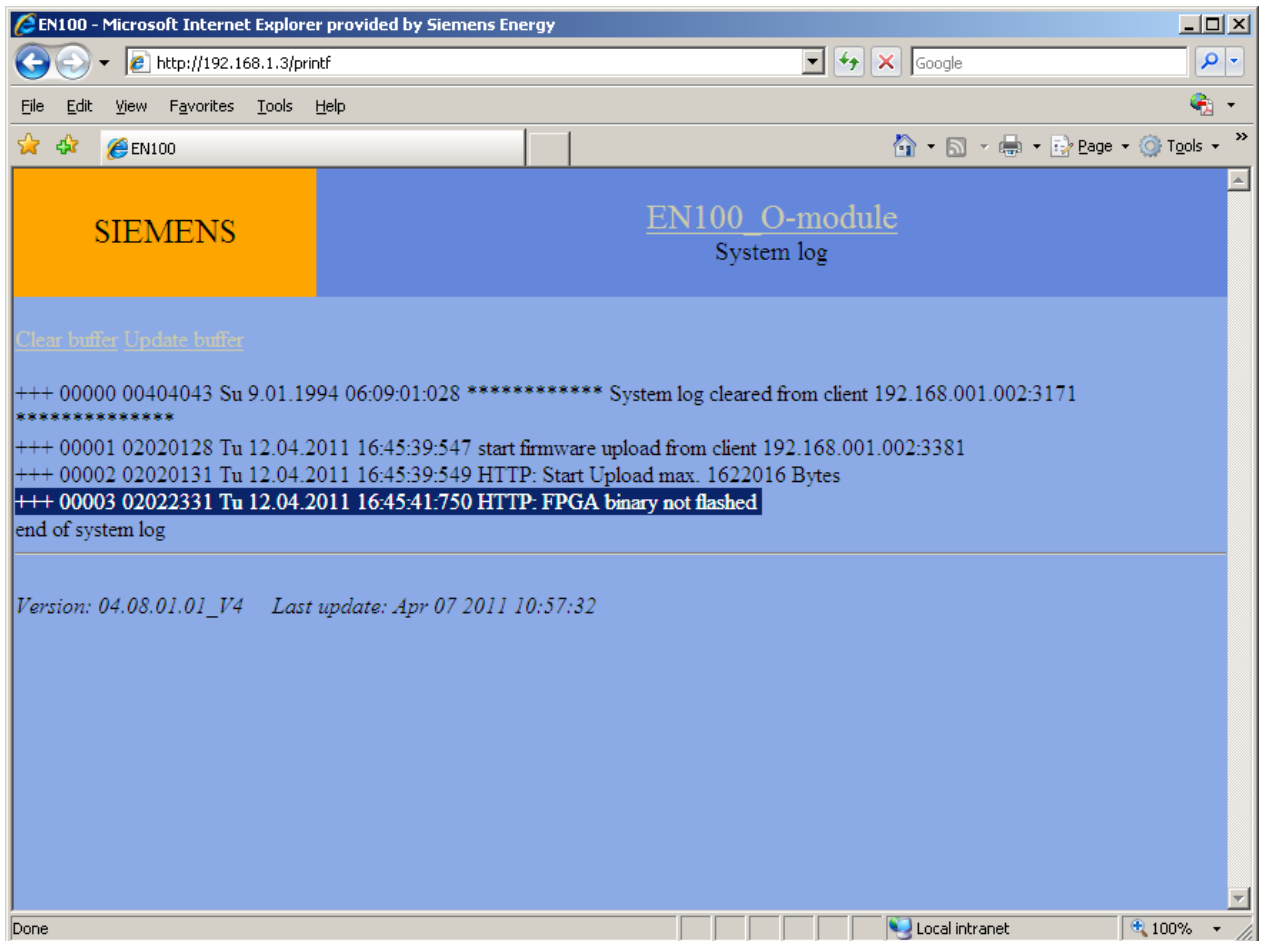 EN100 - Microsoft Internet Explorer provided by Siemens Energy
http://192.168.1.3/printf
Google
File Edit View Favorites Tools Help
EN100
Page Tools »
SIEMENS
EN100_O-module
System log
Clear buffer Update buffer
+++ 00000 00404043 Su 9.01.1994 06:09:01:028 ************ System log cleared from client 192.168.001.002:3171
**************
+++ 00001 02020128 Tu 12.04.2011 16:45:39:547 start firmware upload from client 192.168.001.002:3381
+++ 00002 02020131 Tu 12.04.2011 16:45:39:549 HTTP: Start Upload max. 1622016 Bytes
+++ 00003 02022331 Tu 12.04.2011 16:45:41:750 HTTP: FPGA binary not flashed
end of system log
Version: 04.08.01.01_V4 Last update: Apr 07 2011 10:57:32
Done
Local intranet
100%